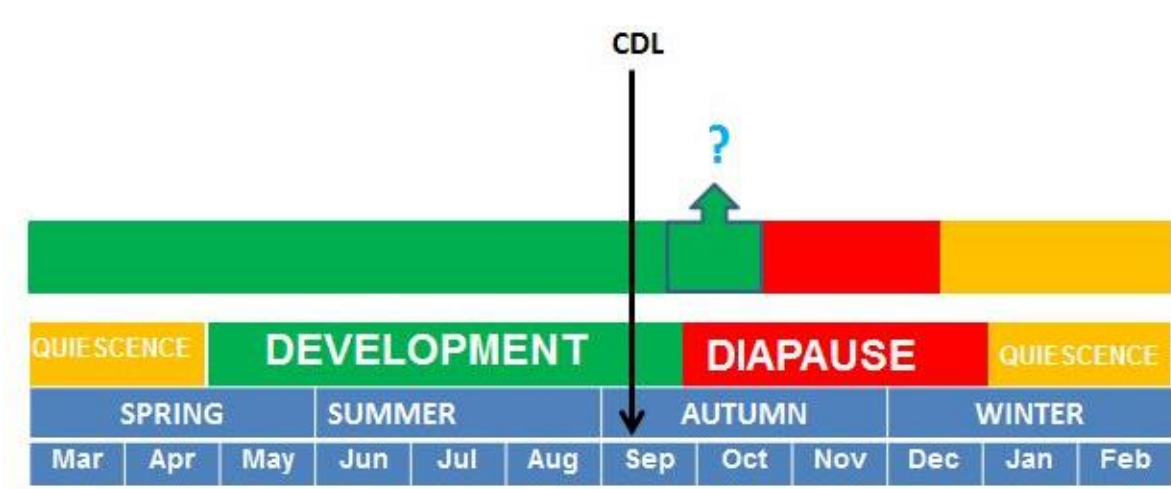 CDL
?
QUIESCENCE DEVELOPMENT DIAPAUSE QUIESCENCE
SPRING SUMMER AUTUMN WINTER
Mar Apr May Jun Jul Aug Sep Oct Nov Dec Jan Feb